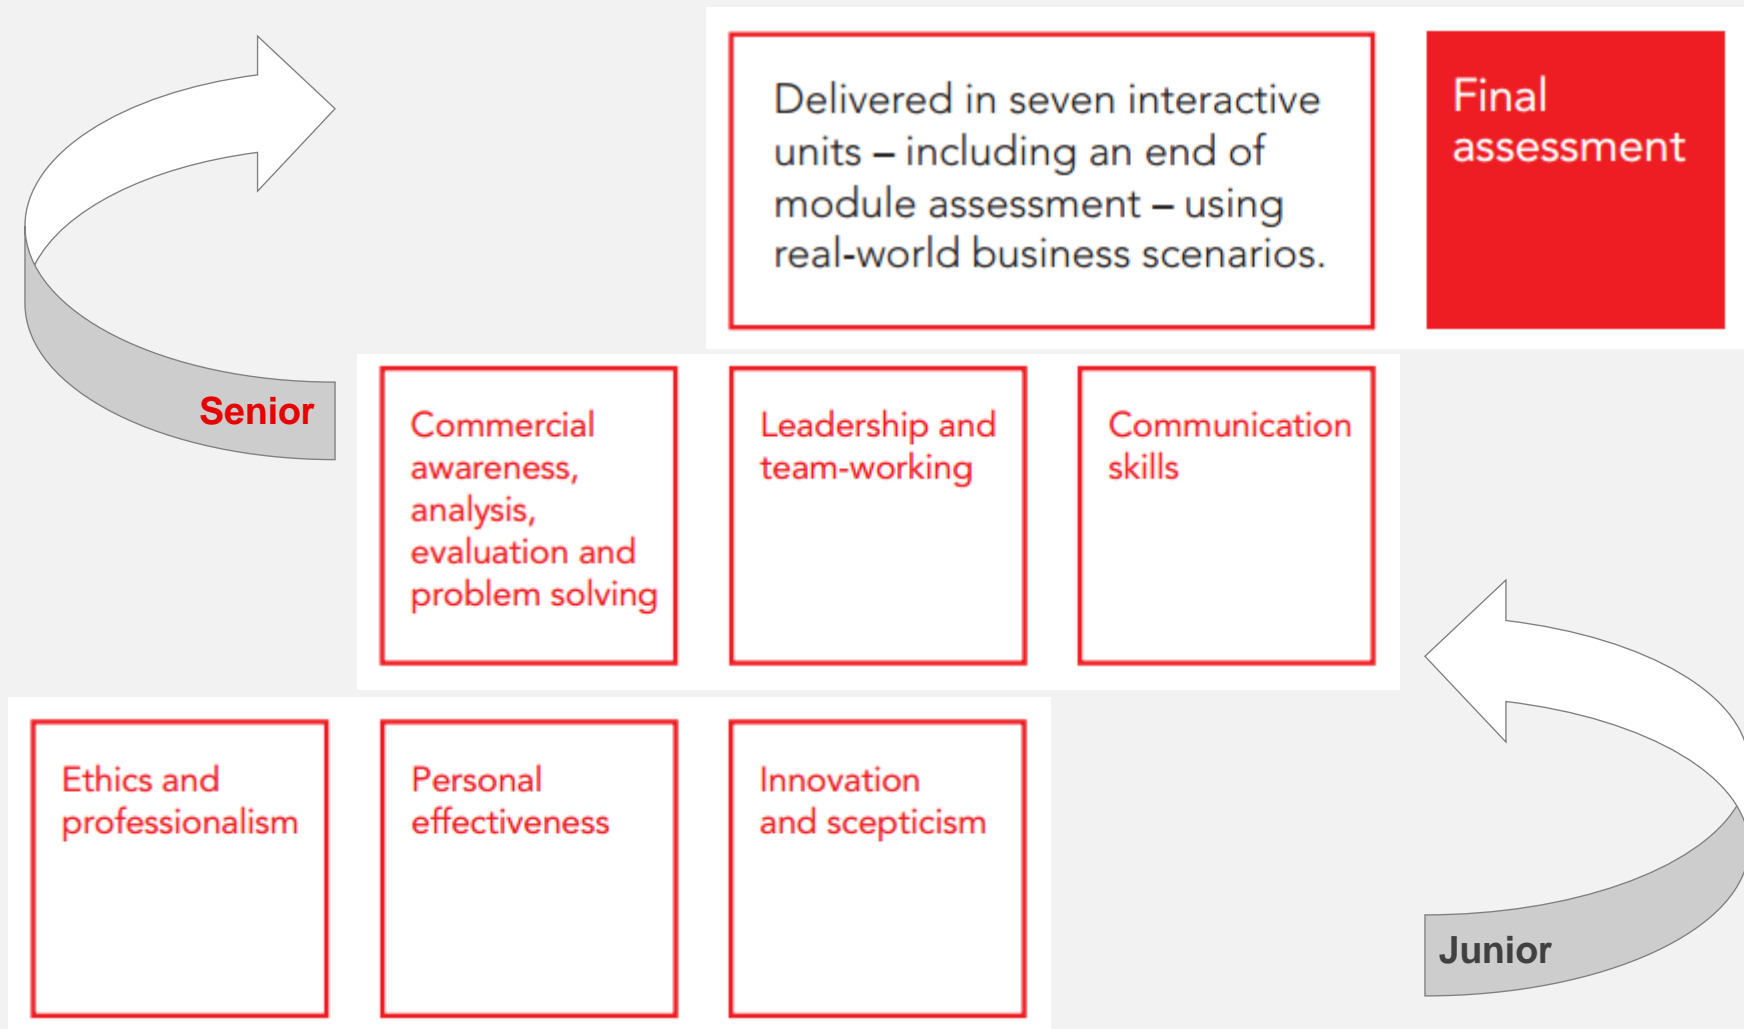 Delivered in seven interactive
units – including an end of
module assessment – using
real-world business scenarios.
Final
assessment
Senior
Commercial
awareness,
analysis,
evaluation and
problem solving
Leadership and
team-working
Communication
skills
Ethics and
professionalism
Personal
effectiveness
Innovation
and scepticism
Junior